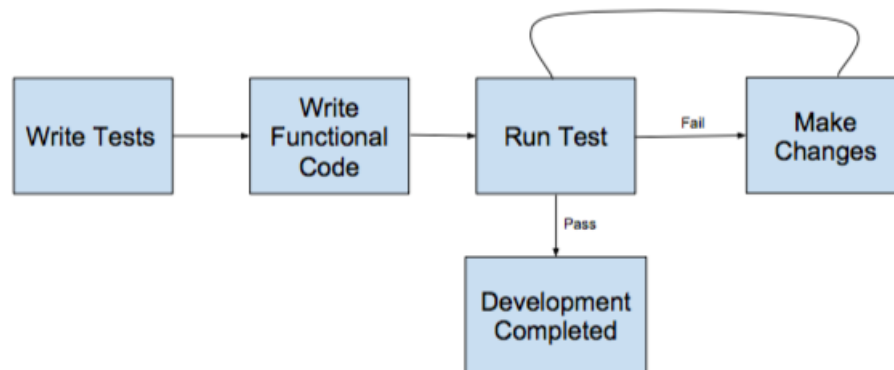 Write Tests
Write
Functional
Code
Run Test
Fail
Make
Changes
Pass
Development
Completed